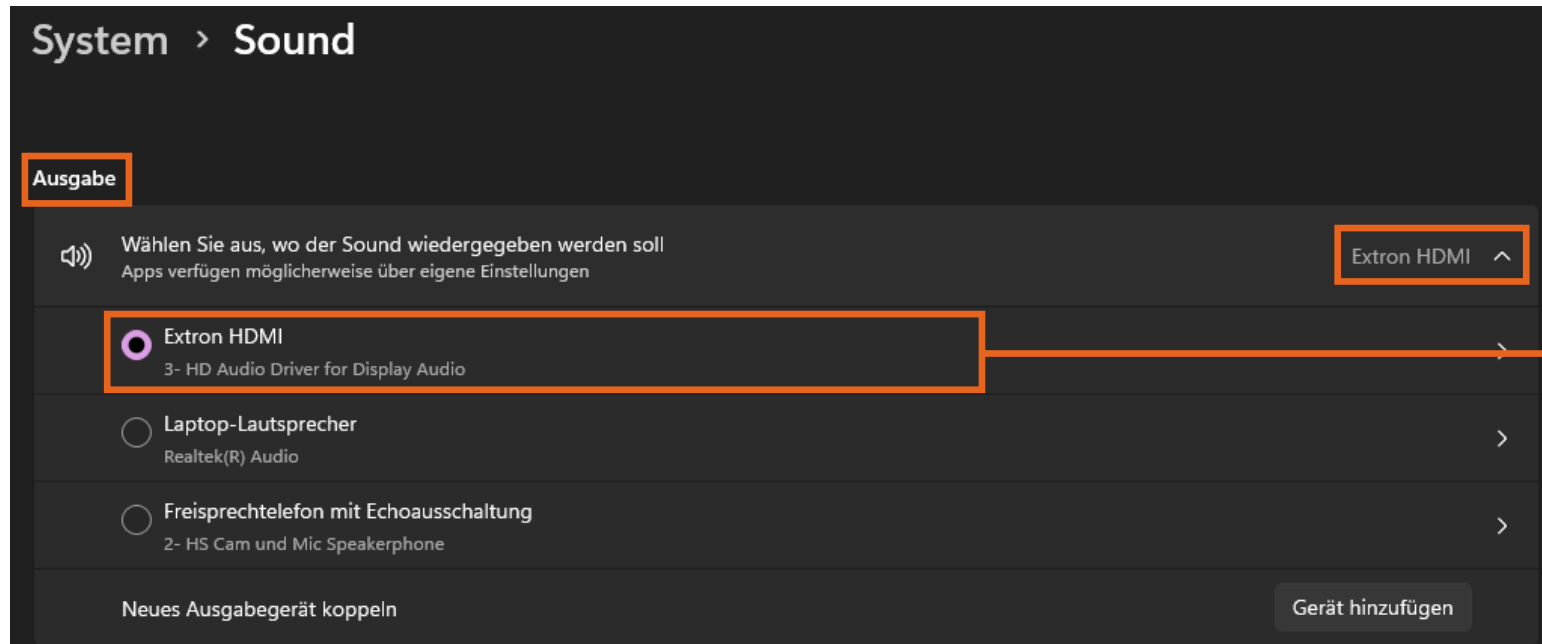 System > Sound
Ausgabe
Wählen Sie aus, wo der Sound wiedergegeben werden soll
Apps verfügen möglicherweise über eigene Einstellungen
Extron HDMI
Extron HDMI
3- HD Audio Driver for Display Audio
Laptop-Lautsprecher
Realtek(R) Audio
Freisprechtelefon mit Echoausschaltung
2- HS Cam und Mic Speakerphone
Neues Ausgabegerät koppeln
Gerät hinzufügen